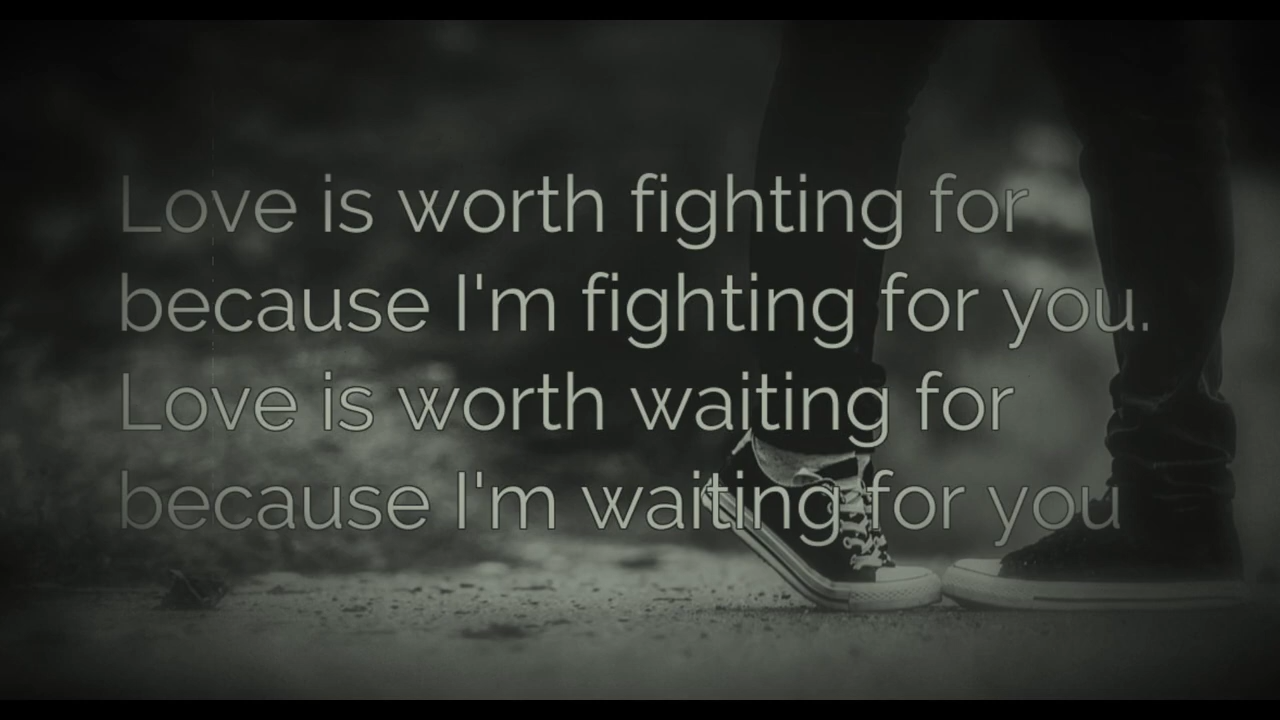 Love is worth fighting for
because I'm fighting for you.
Love is worth waiting for
because I'm waiting for you